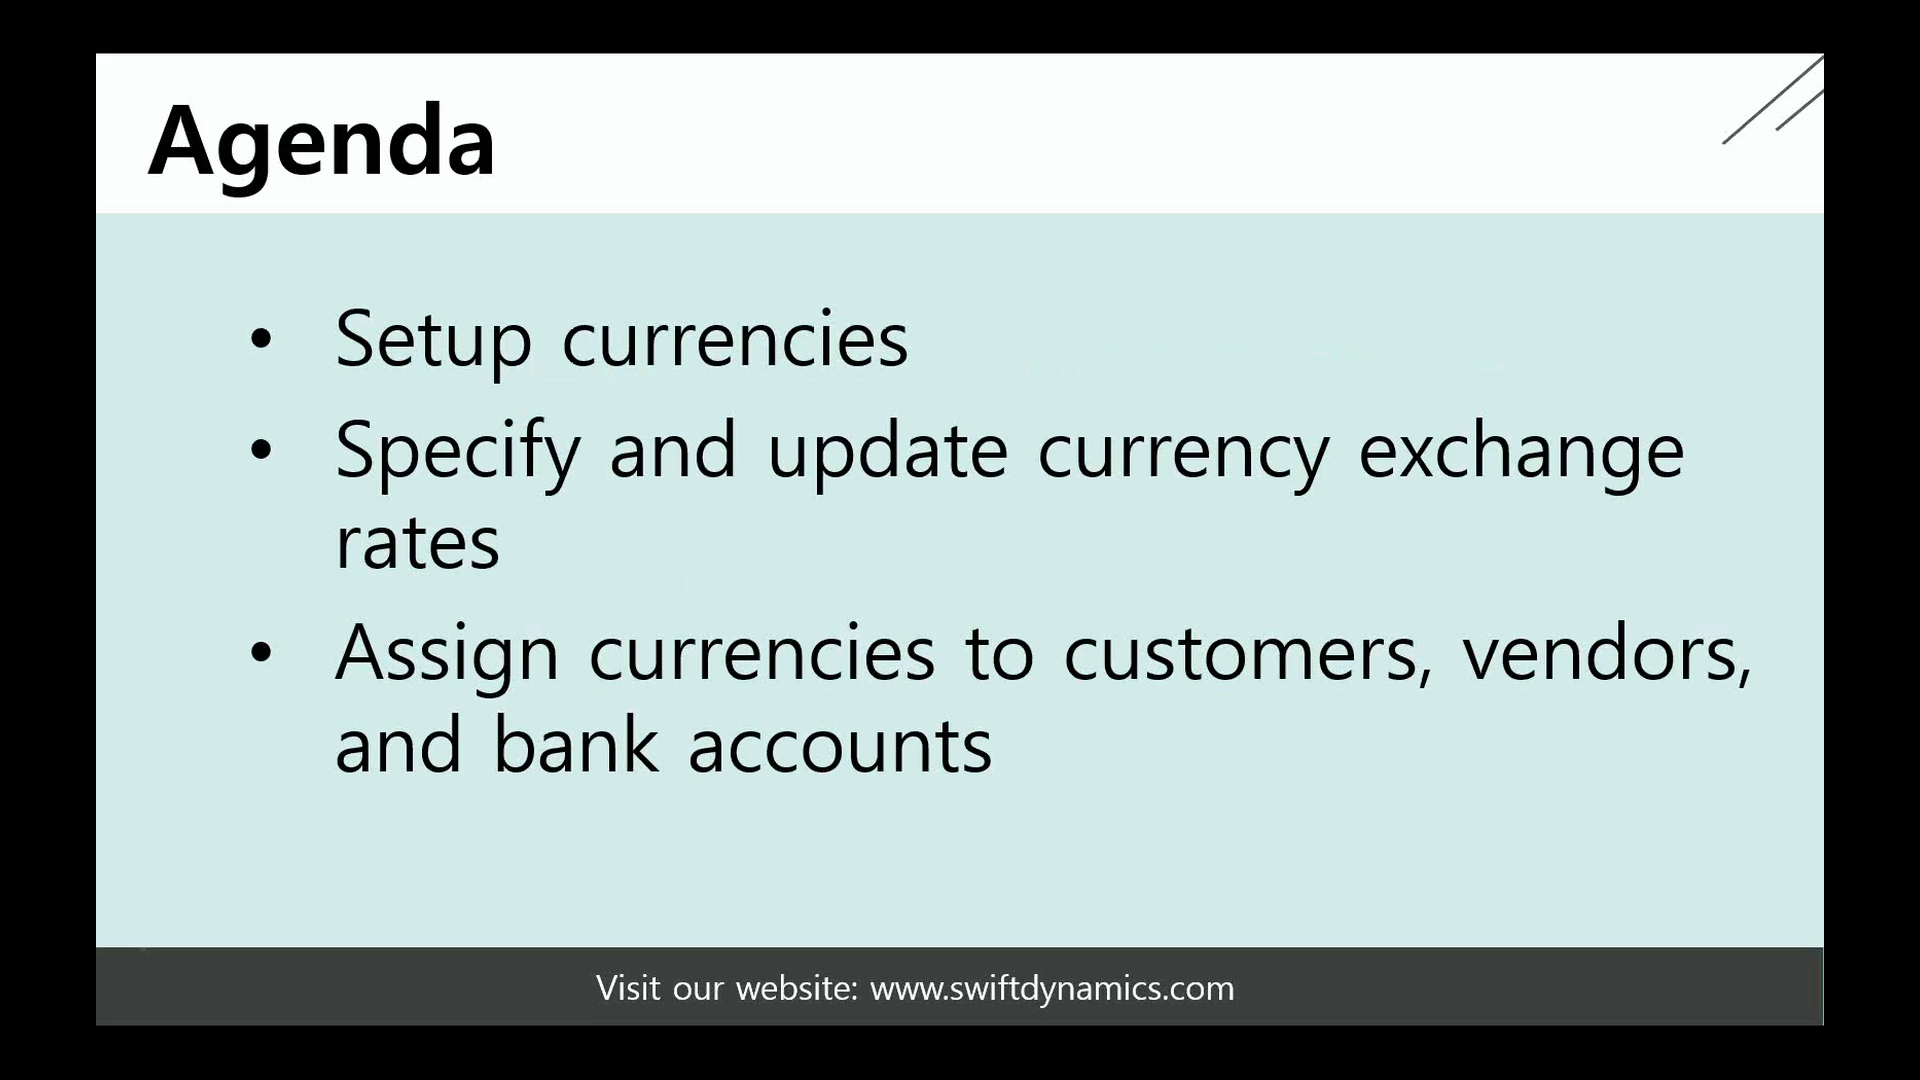 Agenda
• Setup currencies
• Specify and update currency exchange
rates
• Assign currencies to customers, vendors,
and bank accounts
Visit our website: www.swiftdynamics.com